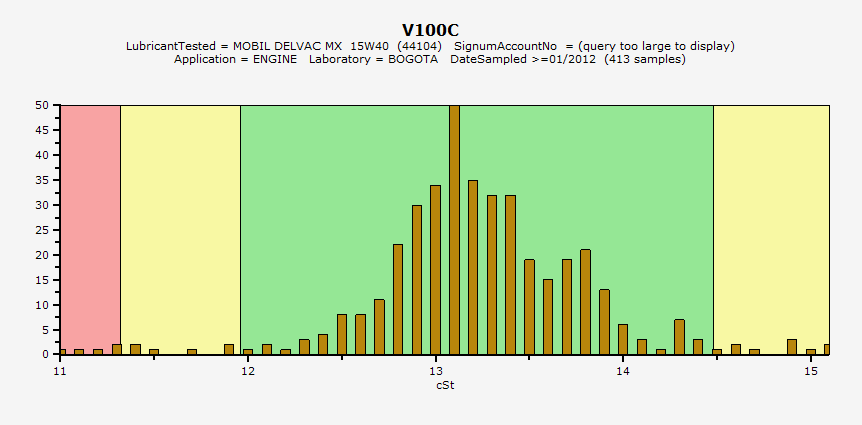 V100C
LubricantTested = MOBIL DELVAC MX  15W40  (44104)   SignumAccountNo  = (query too large to display)
Application = ENGINE   Laboratory = BOGOTA   DateSampled >=01/2012  (413 samples)
50
45
40
35
30
25
20
15
10
5
0
11 12 13 14 15
cSt